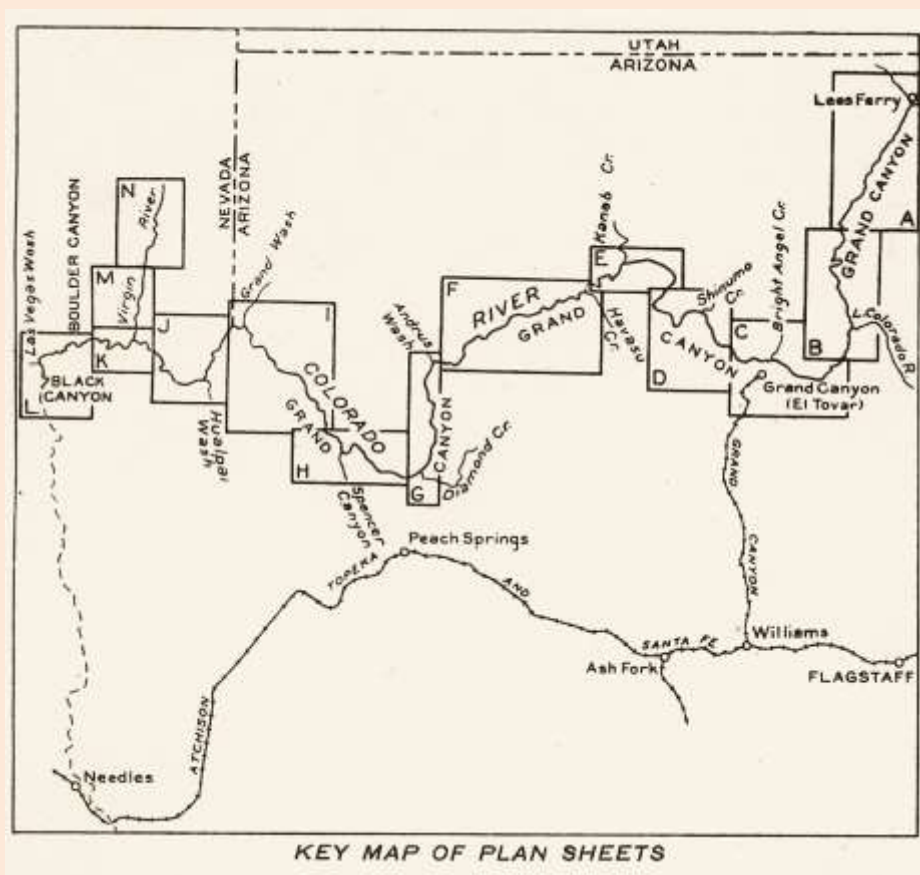 UTAH
ARIZONA
Lees Ferry
GRAND CANYON
A
NEVADA
ARIZONA
BOULDER CANYON
N
River
Kanab Cr.
Las Vegas Wash
M
Virgin
Grand Wash
E
Bright Angel Cr.
GRAND CANYON
Shinumo
Cr.
F
RIVER
GRAND
J
I
Andrus
Wash
Havasu
Cr.
C
B
L. Colorado R
K
L
BLACK
CANYON
COLORADO
GRAND
CANYON
D
CANYON
Grand Canyon
(El Tovar)
Hualpai
Wash
H
G
Diamond Cr.
Spencer
Canyon
GRAND
CANYON
Peach Springs
TOPEKA
AND
SANTA FE
Williams
Ash Fork
FLAGSTAFF
ATCHISON
Needles
KEY MAP OF PLAN SHEETS